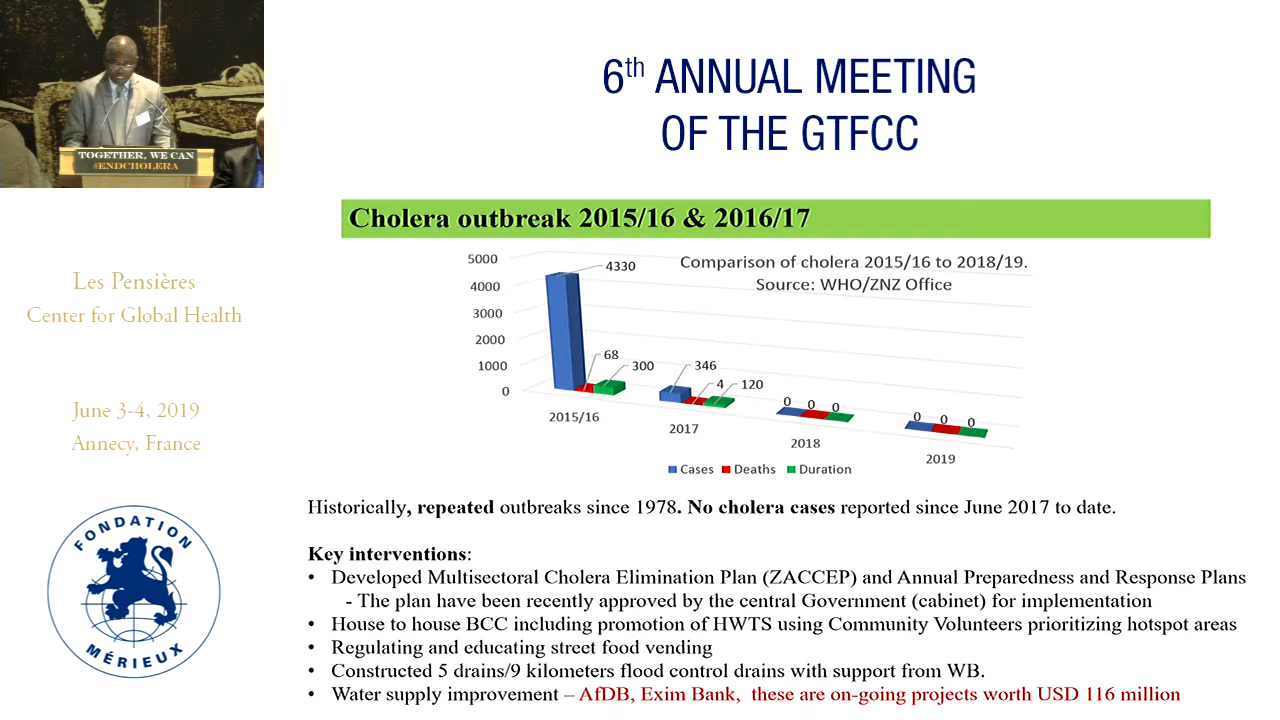 TOGETHER, WE CAN
#ENDCHOLERA
6th ANNUAL MEETING
OF THE GTFCC
Les Pensières
Center for Global Health
June 3-4, 2019
Annecy, France
FONDATION
MÉRIEUX
Cholera outbreak 2015/16 & 2016/17
Comparison of cholera 2015/16 to 2018/19.
Source: WHO/ZNZ Office
5000
4000
3000
2000
1000
0
4330
68
300
346
4
120
0 0 0
0 0 0
2015/16
2017
2018
2019
Cases Deaths Duration
Historically, repeated outbreaks since 1978. No cholera cases reported since June 2017 to date.
Key interventions:
• Developed Multisectoral Cholera Elimination Plan (ZACCEP) and Annual Preparedness and Response Plans
- The plan have been recently approved by the central Government (cabinet) for implementation
• House to house BCC including promotion of HWTS using Community Volunteers prioritizing hotspot areas
• Regulating and educating street food vending
• Constructed 5 drains/9 kilometers flood control drains with support from WB.
• Water supply improvement – AfDB, Exim Bank, these are on-going projects worth USD 116 million